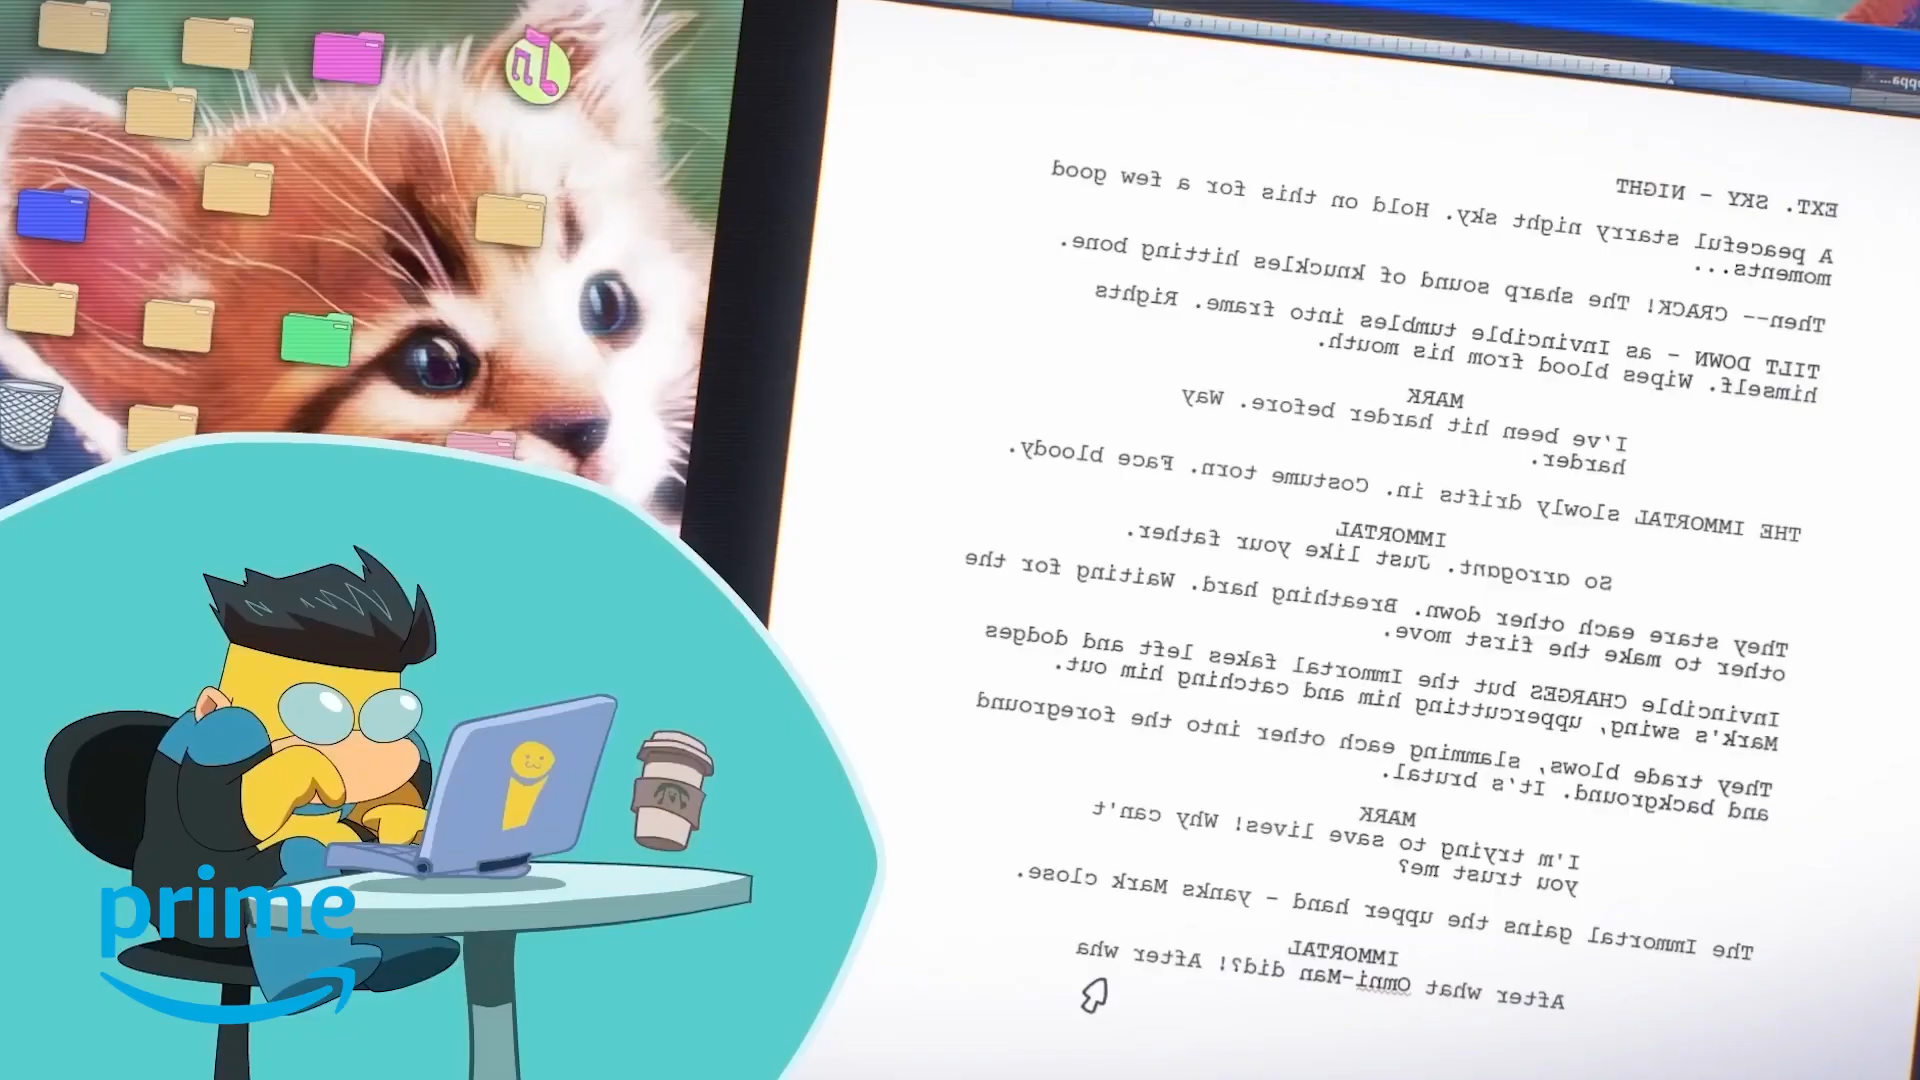 EXT. SKY - NIGHT
A peaceful starry night sky. Hold on this for a few good
moments...
Then-- CRACK! The sharp sound of knuckles hitting bone.
TILT DOWN - as Invincible tumbles into frame. Rights
himself. Wipes blood from his mouth.
MARK
I've been hit harder before. Way
harder.
THE IMMORTAL slowly drifts in. Costume torn. Face bloody.
IMMORTAL
So arrogant. Just like your father.
They stare each other down. Breathing hard. Waiting for the
other to make the first move.
Invincible CHARGES but the Immortal fakes left and dodges
Mark's swing, uppercutting him and catching him out.
They trade blows, slamming each other into the foreground
and background. It's brutal.
MARK
I'm trying to save lives! Why can't
you trust me?
The Immortal gains the upper hand - yanks Mark close.
IMMORTAL
After what Omni-Man did?! After wha
prime